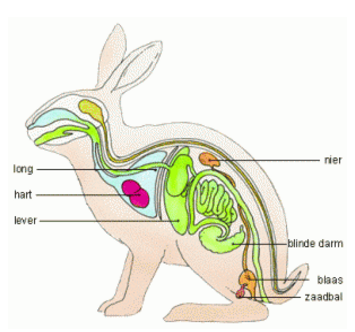 long
hart
lever
nier
blinde darm
blaas
zaadbal